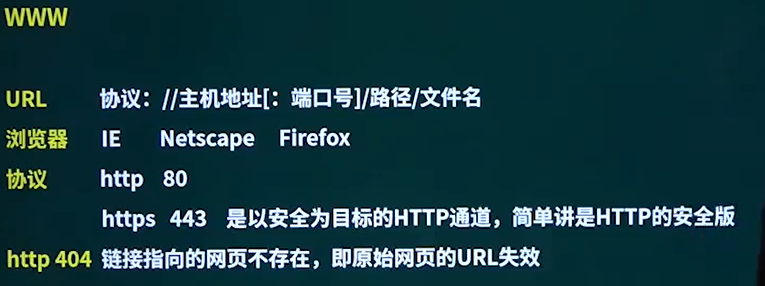 WWW
URL 协议：//主机地址[：端口号]/路径/文件名
浏览器 IE Netscape Firefox
协议 http 80
https 443 是以安全为目标的HTTP通道，简单讲是HTTP的安全版
http 404 链接指向的网页不存在，即原始网页的URL失效